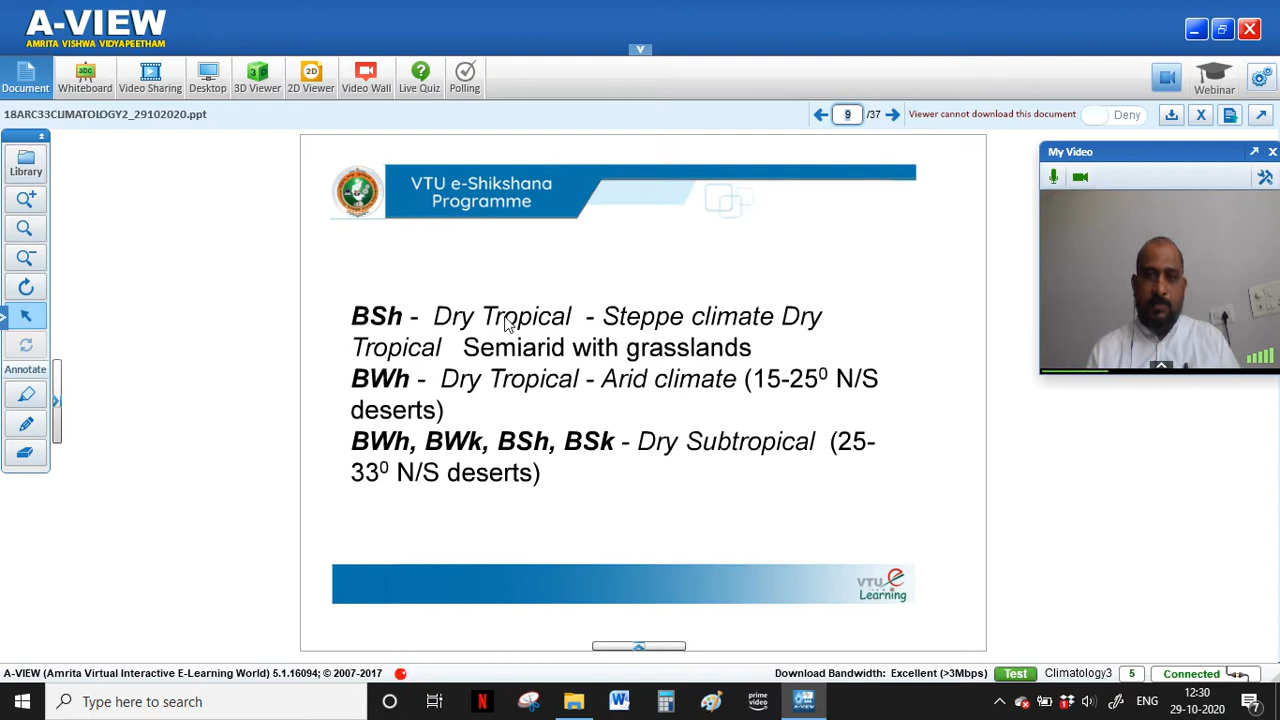 A-VIEW
AMRITA VISHWA VIDYAPEETHAM
Document
Whiteboard
Video Sharing
Desktop
3D Viewer
2D Viewer
Video Wall
Live Quiz
Polling
Webinar
18ARC33CLIMATOLOGY2_29102020.ppt
9 /37
Viewer cannot download this document
Deny
Library
Annotate
My Video
VTU e-Shikshana
Programme
BSh - Dry Tropical - Steppe climate Dry
Tropical Semiarid with grasslands
BWh - Dry Tropical - Arid climate (15-25⁰ N/S
deserts)
BWh, BWk, BSh, BSk - Dry Subtropical (25-
33⁰ N/S deserts)
VTU e
Learning
A-VIEW (Amrita Virtual Interactive E-Learning World) 5.1.16094; © 2007-2017
Download Bandwidth: Excellent (>3Mbps)
Test
Climatology3
5
Connected
Type here to search
prime
video
ENG
12:30
29-10-2020
7